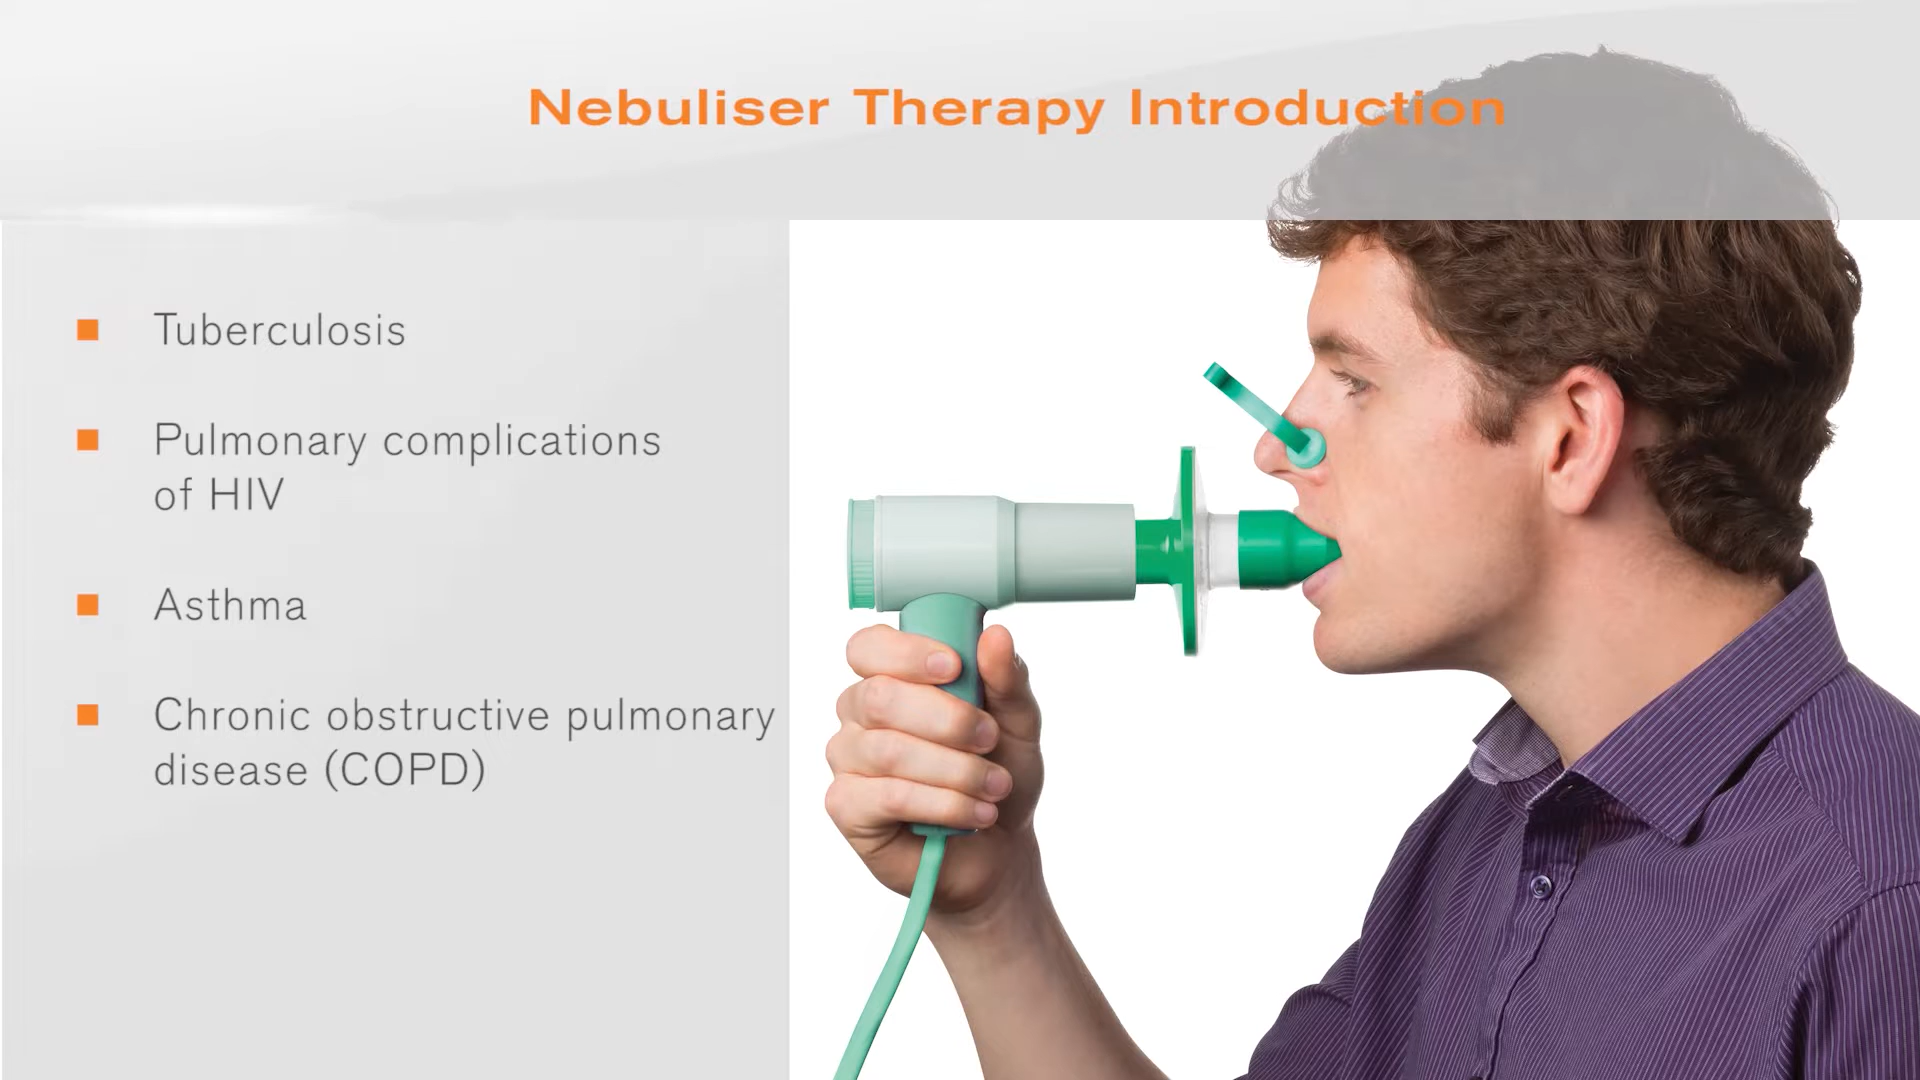 Nebuliser Therapy Introduction
Tuberculosis
Pulmonary complications
of HIV
Asthma
Chronic obstructive pulmonary
disease (COPD)